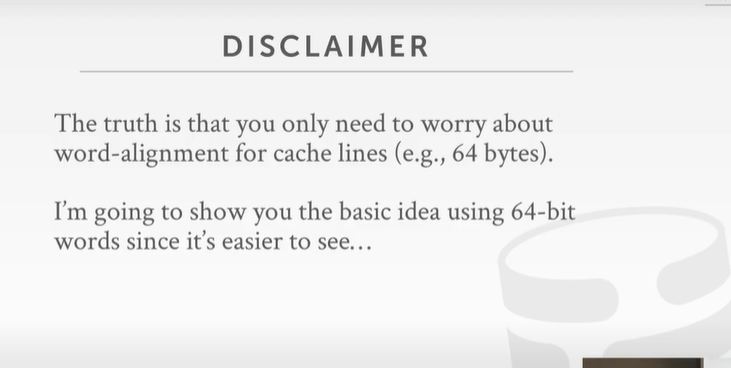 DISCLAIMER
The truth is that you only need to worry about
word-alignment for cache lines (e.g., 64 bytes).
I'm going to show you the basic idea using 64-bit
words since it's easier to see…